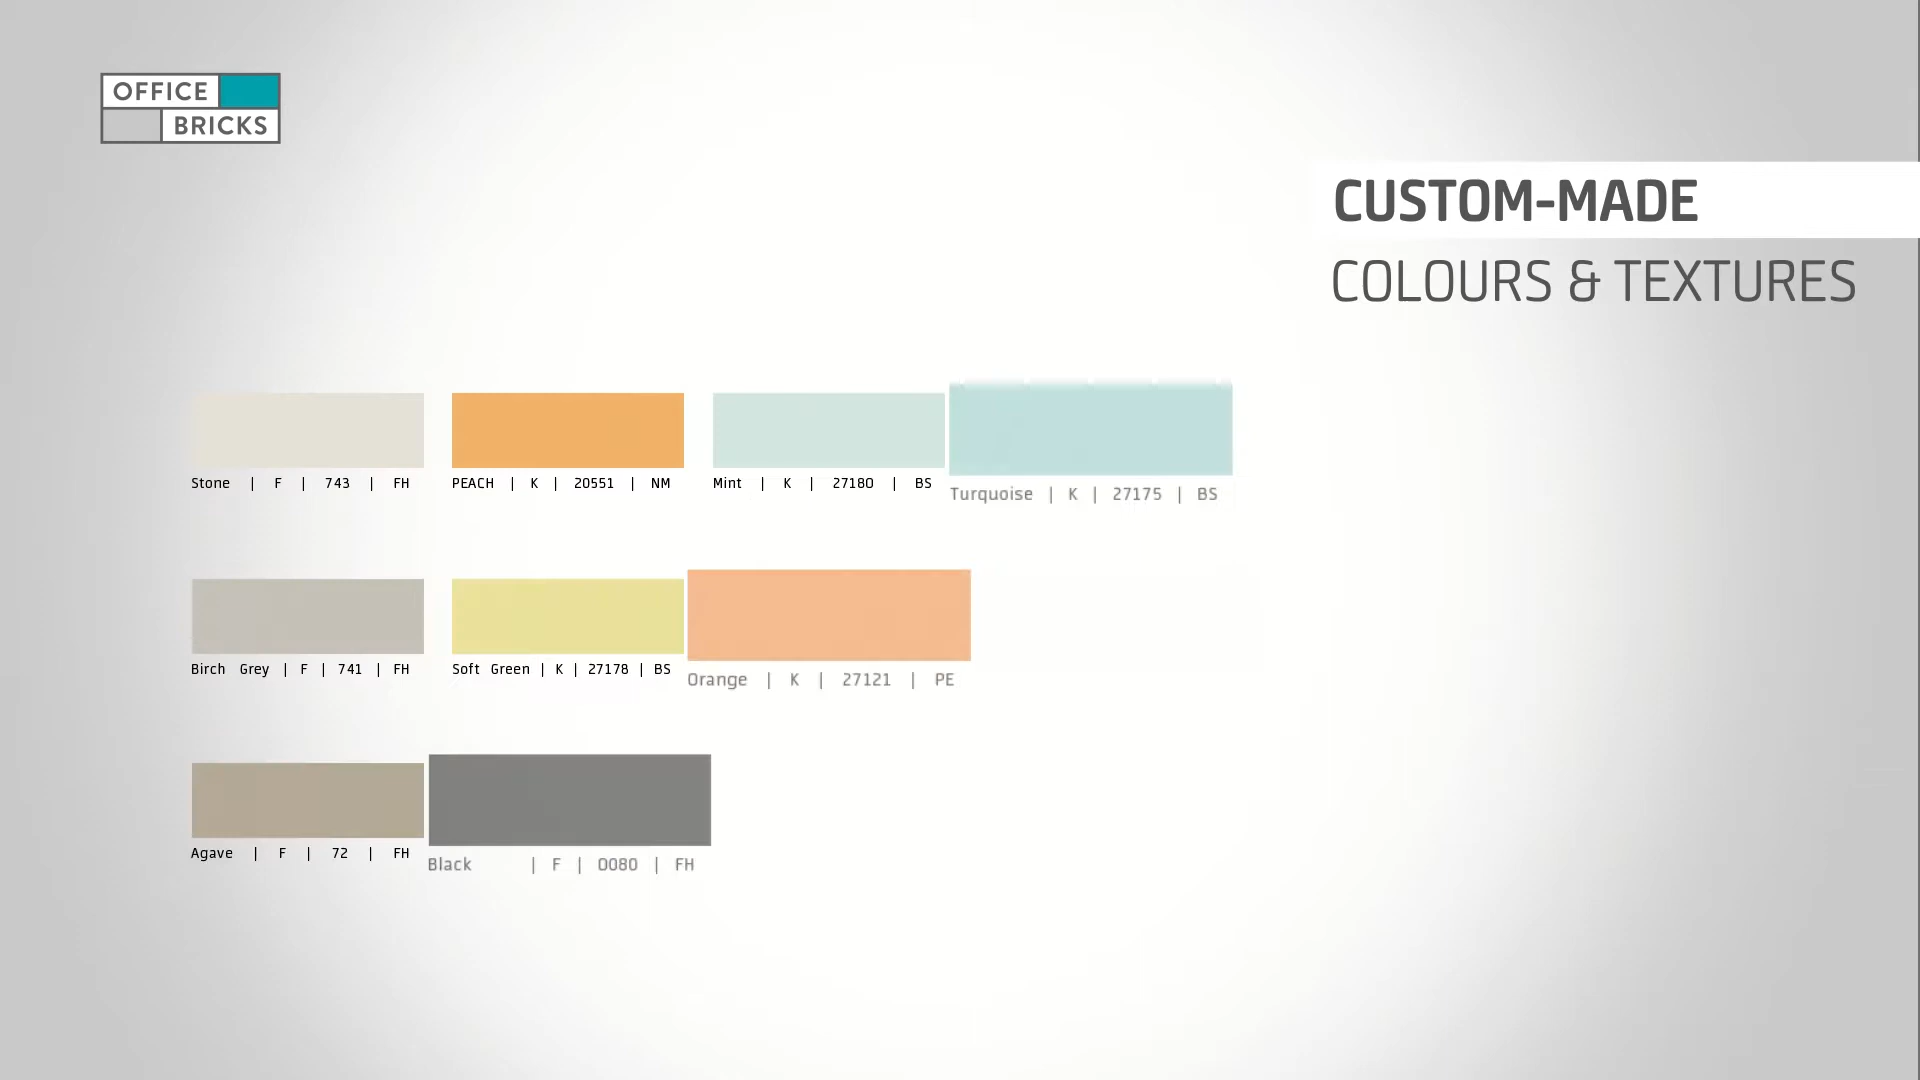 OFFICE
BRICKS
CUSTOM-MADE
COLOURS & TEXTURES
Stone | F | 743 | FH
PEACH | K | 20551 | NM
Mint | K | 27180 | BS
Turquoise | K | 27175 | BS
Birch Grey | F | 741 | FH
Soft Green | K | 27178 | BS
Orange | K | 27121 | PE
Agave | F | 72 | FH
Black | F | 0080 | FH